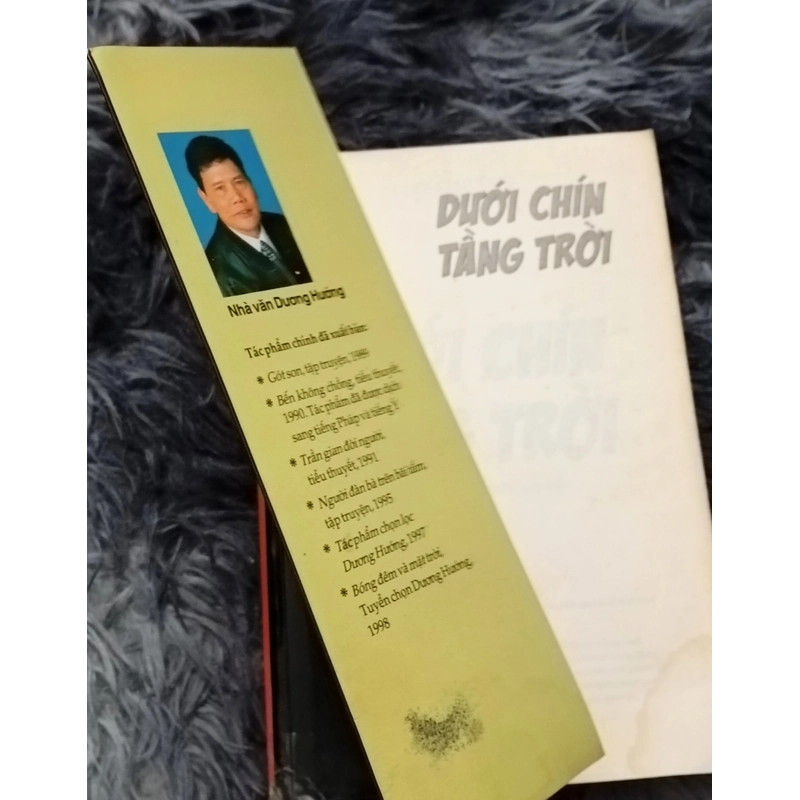 Nhà văn Dương Hướng
Tác phẩm chính đã xuất bản:
* Gót son, tập truyện, 1989
* Bến không chồng, tiểu thuyết,
1990. Tác phẩm đã được dịch
sang tiếng Pháp và tiếng Ý
* Trần gian đời người,
tiểu thuyết, 1991
* Người đàn bà trên bãi tắm,
tập truyện, 1995
* Tác phẩm chọn lọc
Dương Hướng, 1997
* Bóng đêm và mặt trời,
Tuyển chọn Dương Hướng,
1998
DƯỚI CHÍN
TẦNG TRỜI